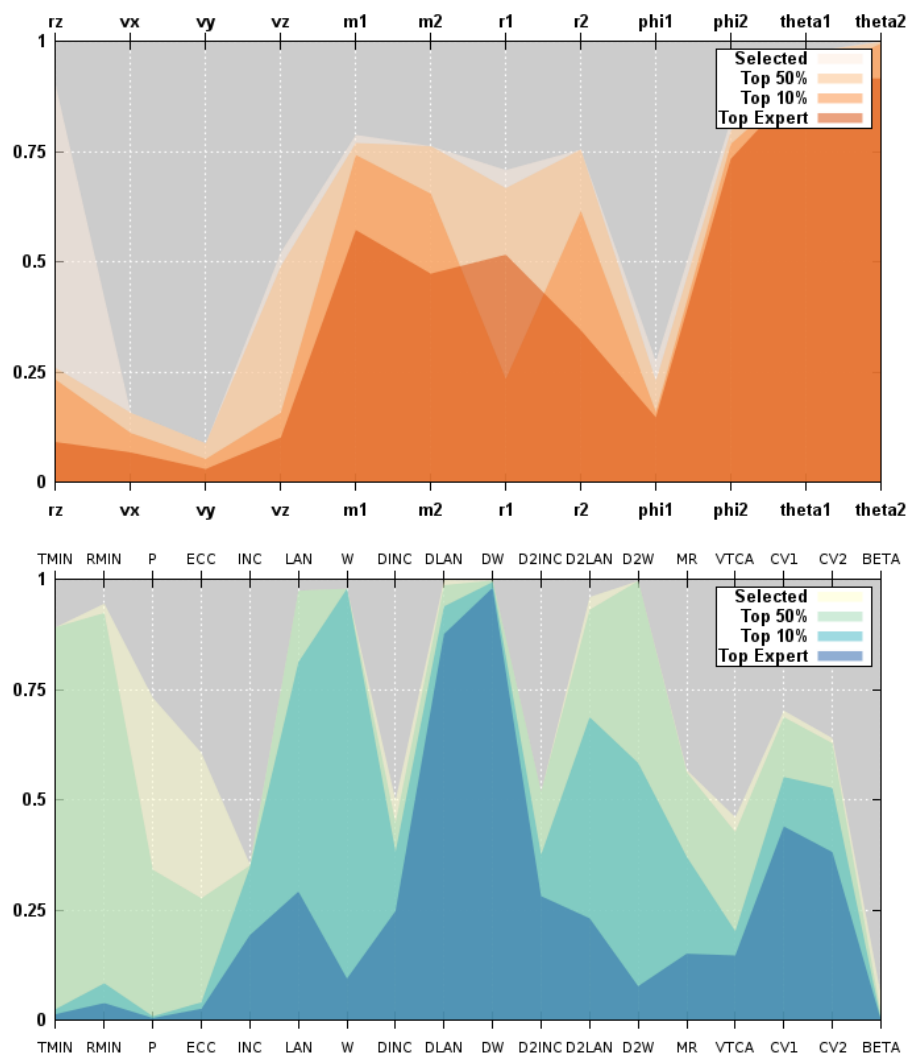 rz vx vy vz m1 m2 r1 r2 phi1 phi2 theta1 theta2
1
Selected
Top 50%
Top 10%
Top Expert
0.75
0.5
0.25
0
rz vx vy vz m1 m2 r1 r2 phi1 phi2 theta1 theta2
TMIN RMIN P ECC INC LAN W DINC DLAN DW D2INC D2LAN D2W MR VTCA CV1 CV2 BETA
1
Selected
Top 50%
Top 10%
Top Expert
0.75
0.5
0.25
0
TMIN RMIN P ECC INC LAN W DINC DLAN DW D2INC D2LAN D2W MR VTCA CV1 CV2 BETA